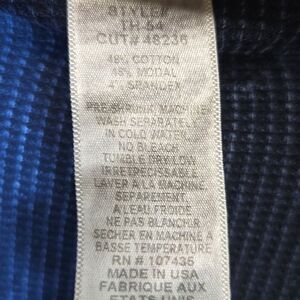 STYLE#
TH 54
CUT# 48236
48% COTTON
48% MODAL
4% SPANDEX
PRE SHRUNK MACHINE
WASH SEPARATELY
IN COLD WATER
NO BLEACH
TUMBLE DRY LOW
IRRETRECISSABLE
LAVER A LA MACHINE
SEPAREMENT
A L'EAU FROIDE
NE PAS BLANCHIR
SECHER EN MACHINE A
BASSE TEMPERATURE
RN # 107435
MADE IN USA
FABRIQUE AUX
ETATS UNIS